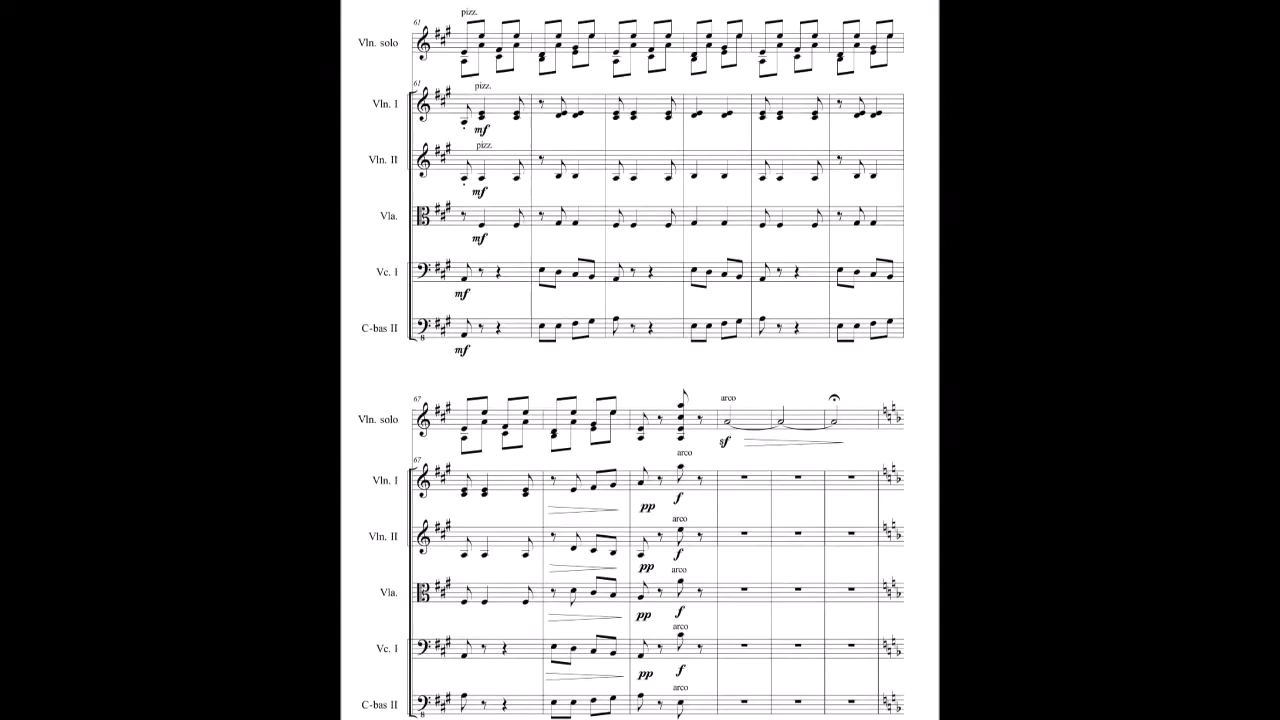 pizz.
61
Vln. solo
61
pizz.
Vln. I
mf
pizz.
Vln. II
mf
Vla.
mf
Vc. I
mf
C-bas II
8
mf
67
arco
Vln. solo
sf
arco
67
Vln. I
pp f
arco
Vln. II
pp f
arco
Vla.
pp f
arco
Vc. I
pp f
arco
C-bas II
8